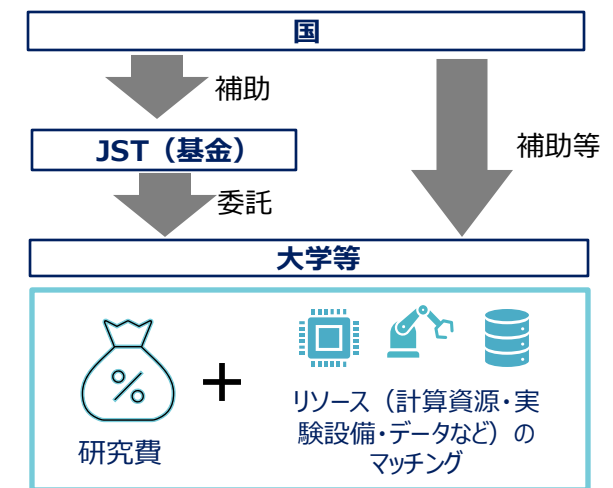 国
補助
JST（基金）
補助等
委託
大学等
%
+
リソース（計算資源・実
験設備・データなど）の
マッチング
研究費